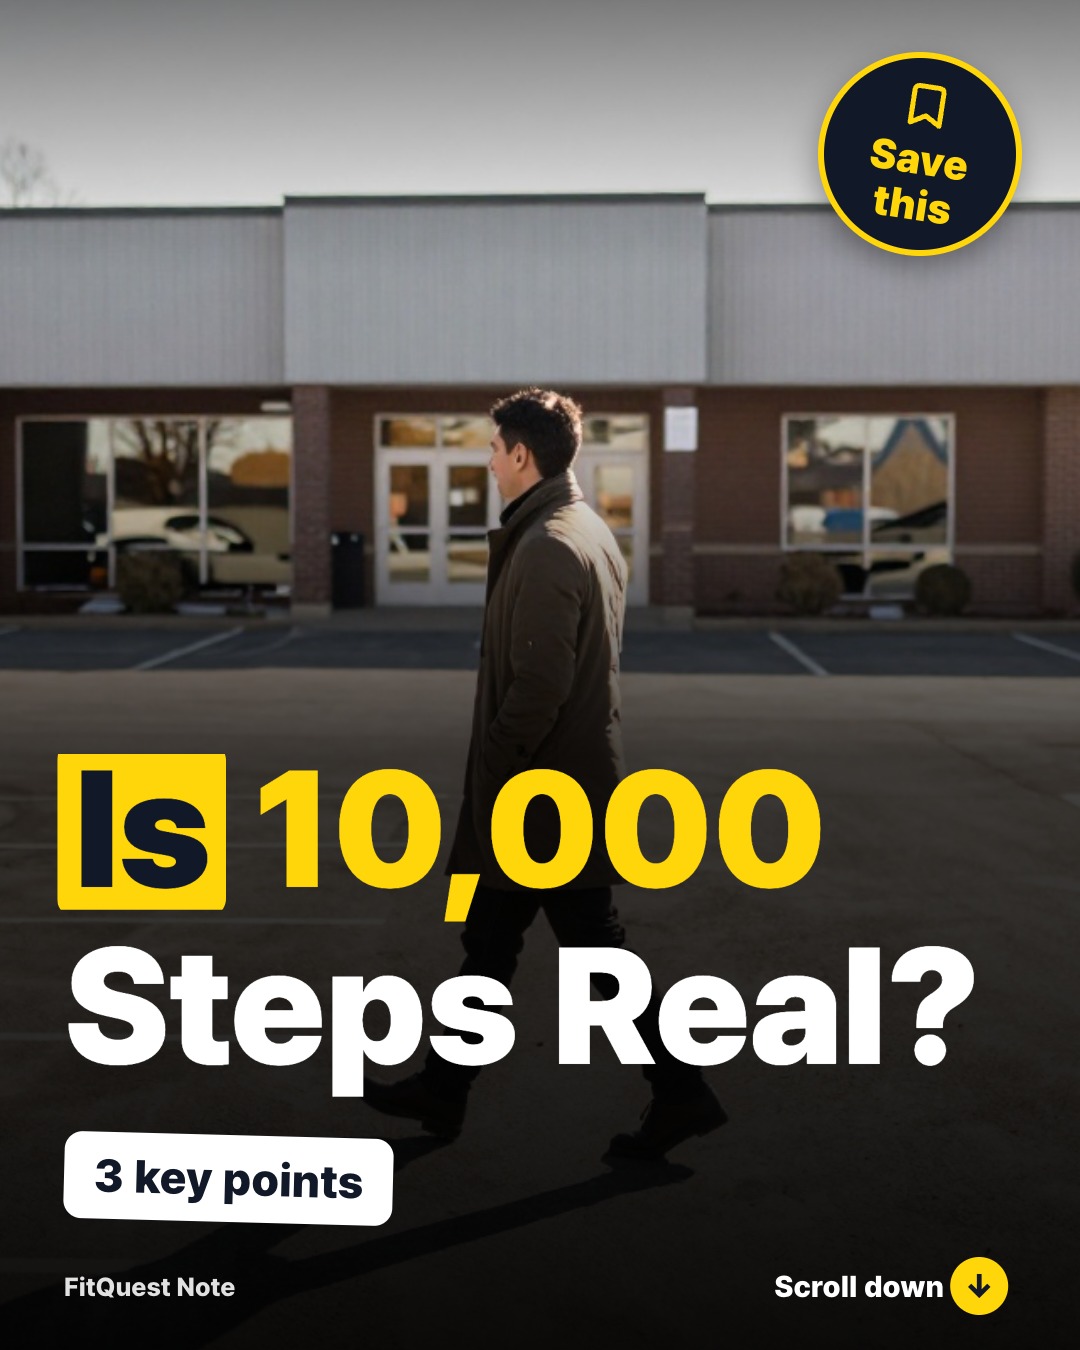 Save
this
Is 10,000
Steps Real?
3 key points
FitQuest Note
Scroll down